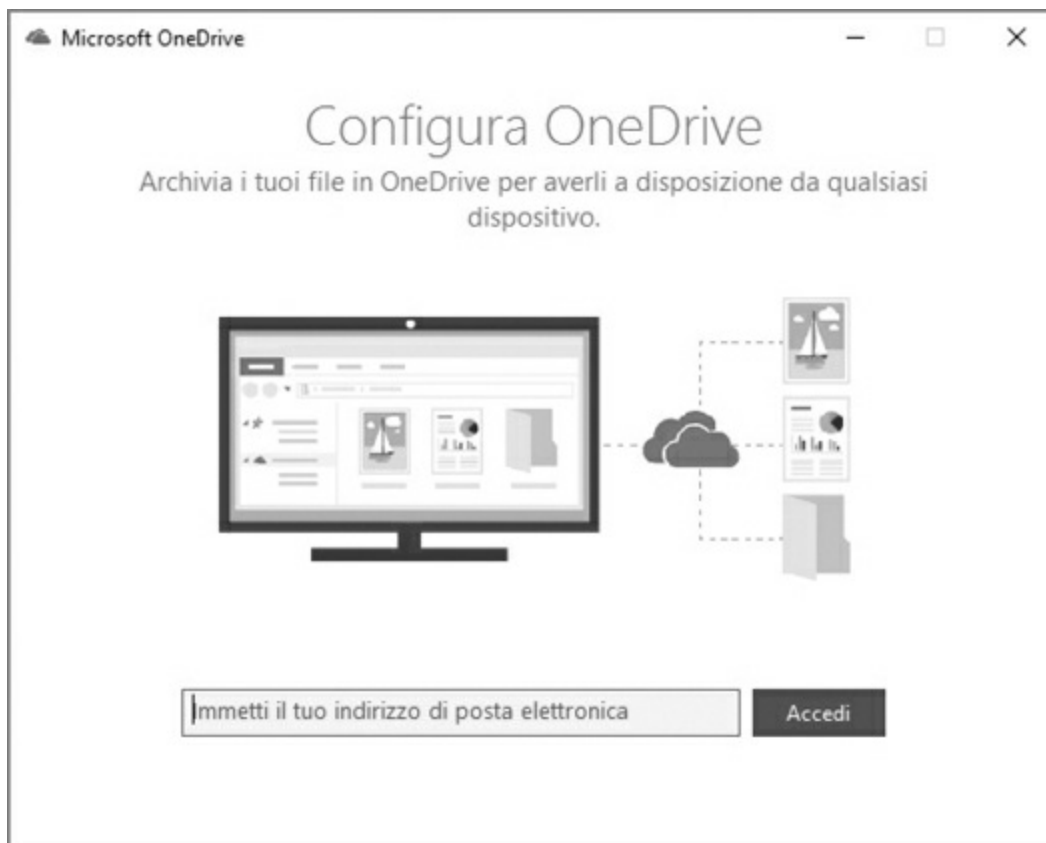 Microsoft OneDrive
Configura OneDrive
Archivia i tuoi file in OneDrive per averli a disposizione da qualsiasi
dispositivo.
Immetti il tuo indirizzo di posta elettronica
Accedi